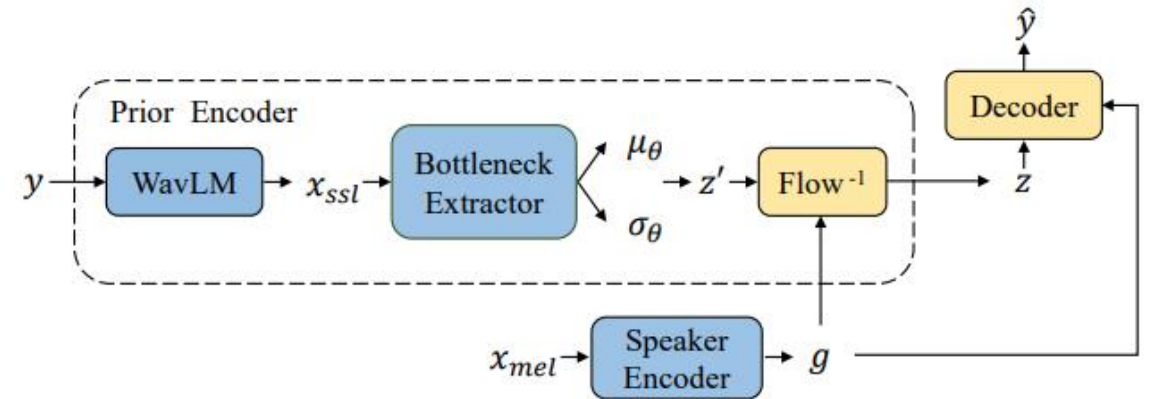 ŷ
Decoder
Prior Encoder
y
WavLM
x_ssl
Bottleneck
Extractor
μ_θ
σ_θ
z′
Flow⁻¹
z
x_mel
Speaker
Encoder
g